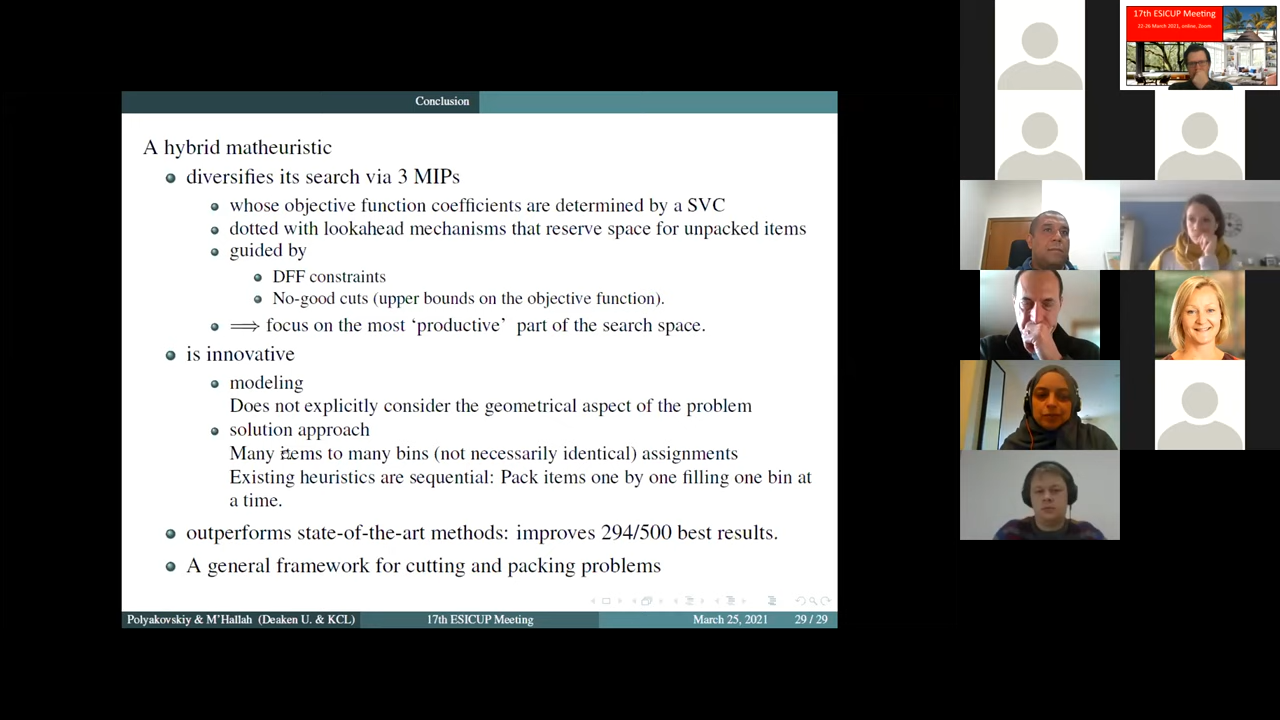 Conclusion
A hybrid matheuristic
diversifies its search via 3 MIPs
whose objective function coefficients are determined by a SVC
dotted with lookahead mechanisms that reserve space for unpacked items
guided by
DFF constraints
No-good cuts (upper bounds on the objective function).
⟹ focus on the most ‘productive’ part of the search space.
is innovative
modeling
Does not explicitly consider the geometrical aspect of the problem
solution approach
Many items to many bins (not necessarily identical) assignments
Existing heuristics are sequential: Pack items one by one filling one bin at
a time.
outperforms state-of-the-art methods: improves 294/500 best results.
A general framework for cutting and packing problems
Polyakovskiy & M'Hallah (Deaken U. & KCL) 17th ESICUP Meeting March 25, 2021 29 / 29
17th ESICUP Meeting
22-26 March 2021, online, Zoom